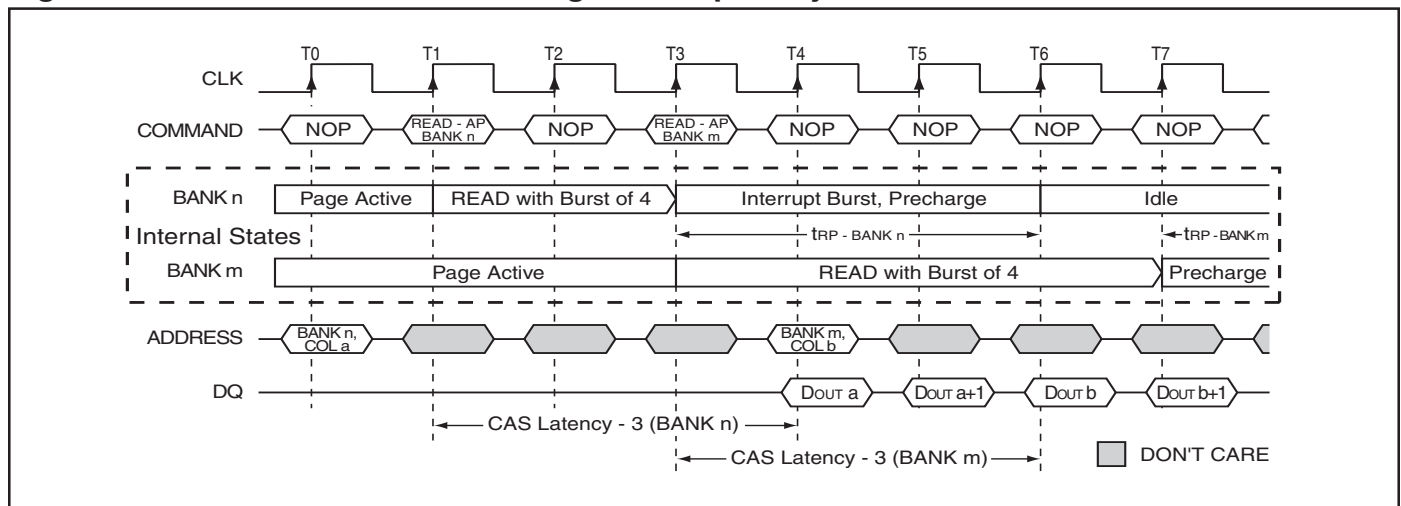 T0 T1 T2 T3 T4 T5 T6 T7
CLK
COMMAND NOP READ - AP BANK n NOP READ - AP BANK m NOP NOP NOP NOP
BANK n Page Active READ with Burst of 4 Interrupt Burst, Precharge Idle
Internal States tRP - BANK n tRP - BANK m
BANK m Page Active READ with Burst of 4 Precharge
ADDRESS BANK n, COL a BANK m, COL b
DQ DOUT a DOUT a+1 DOUT b DOUT b+1
CAS Latency - 3 (BANK n)
CAS Latency - 3 (BANK m) DON'T CARE